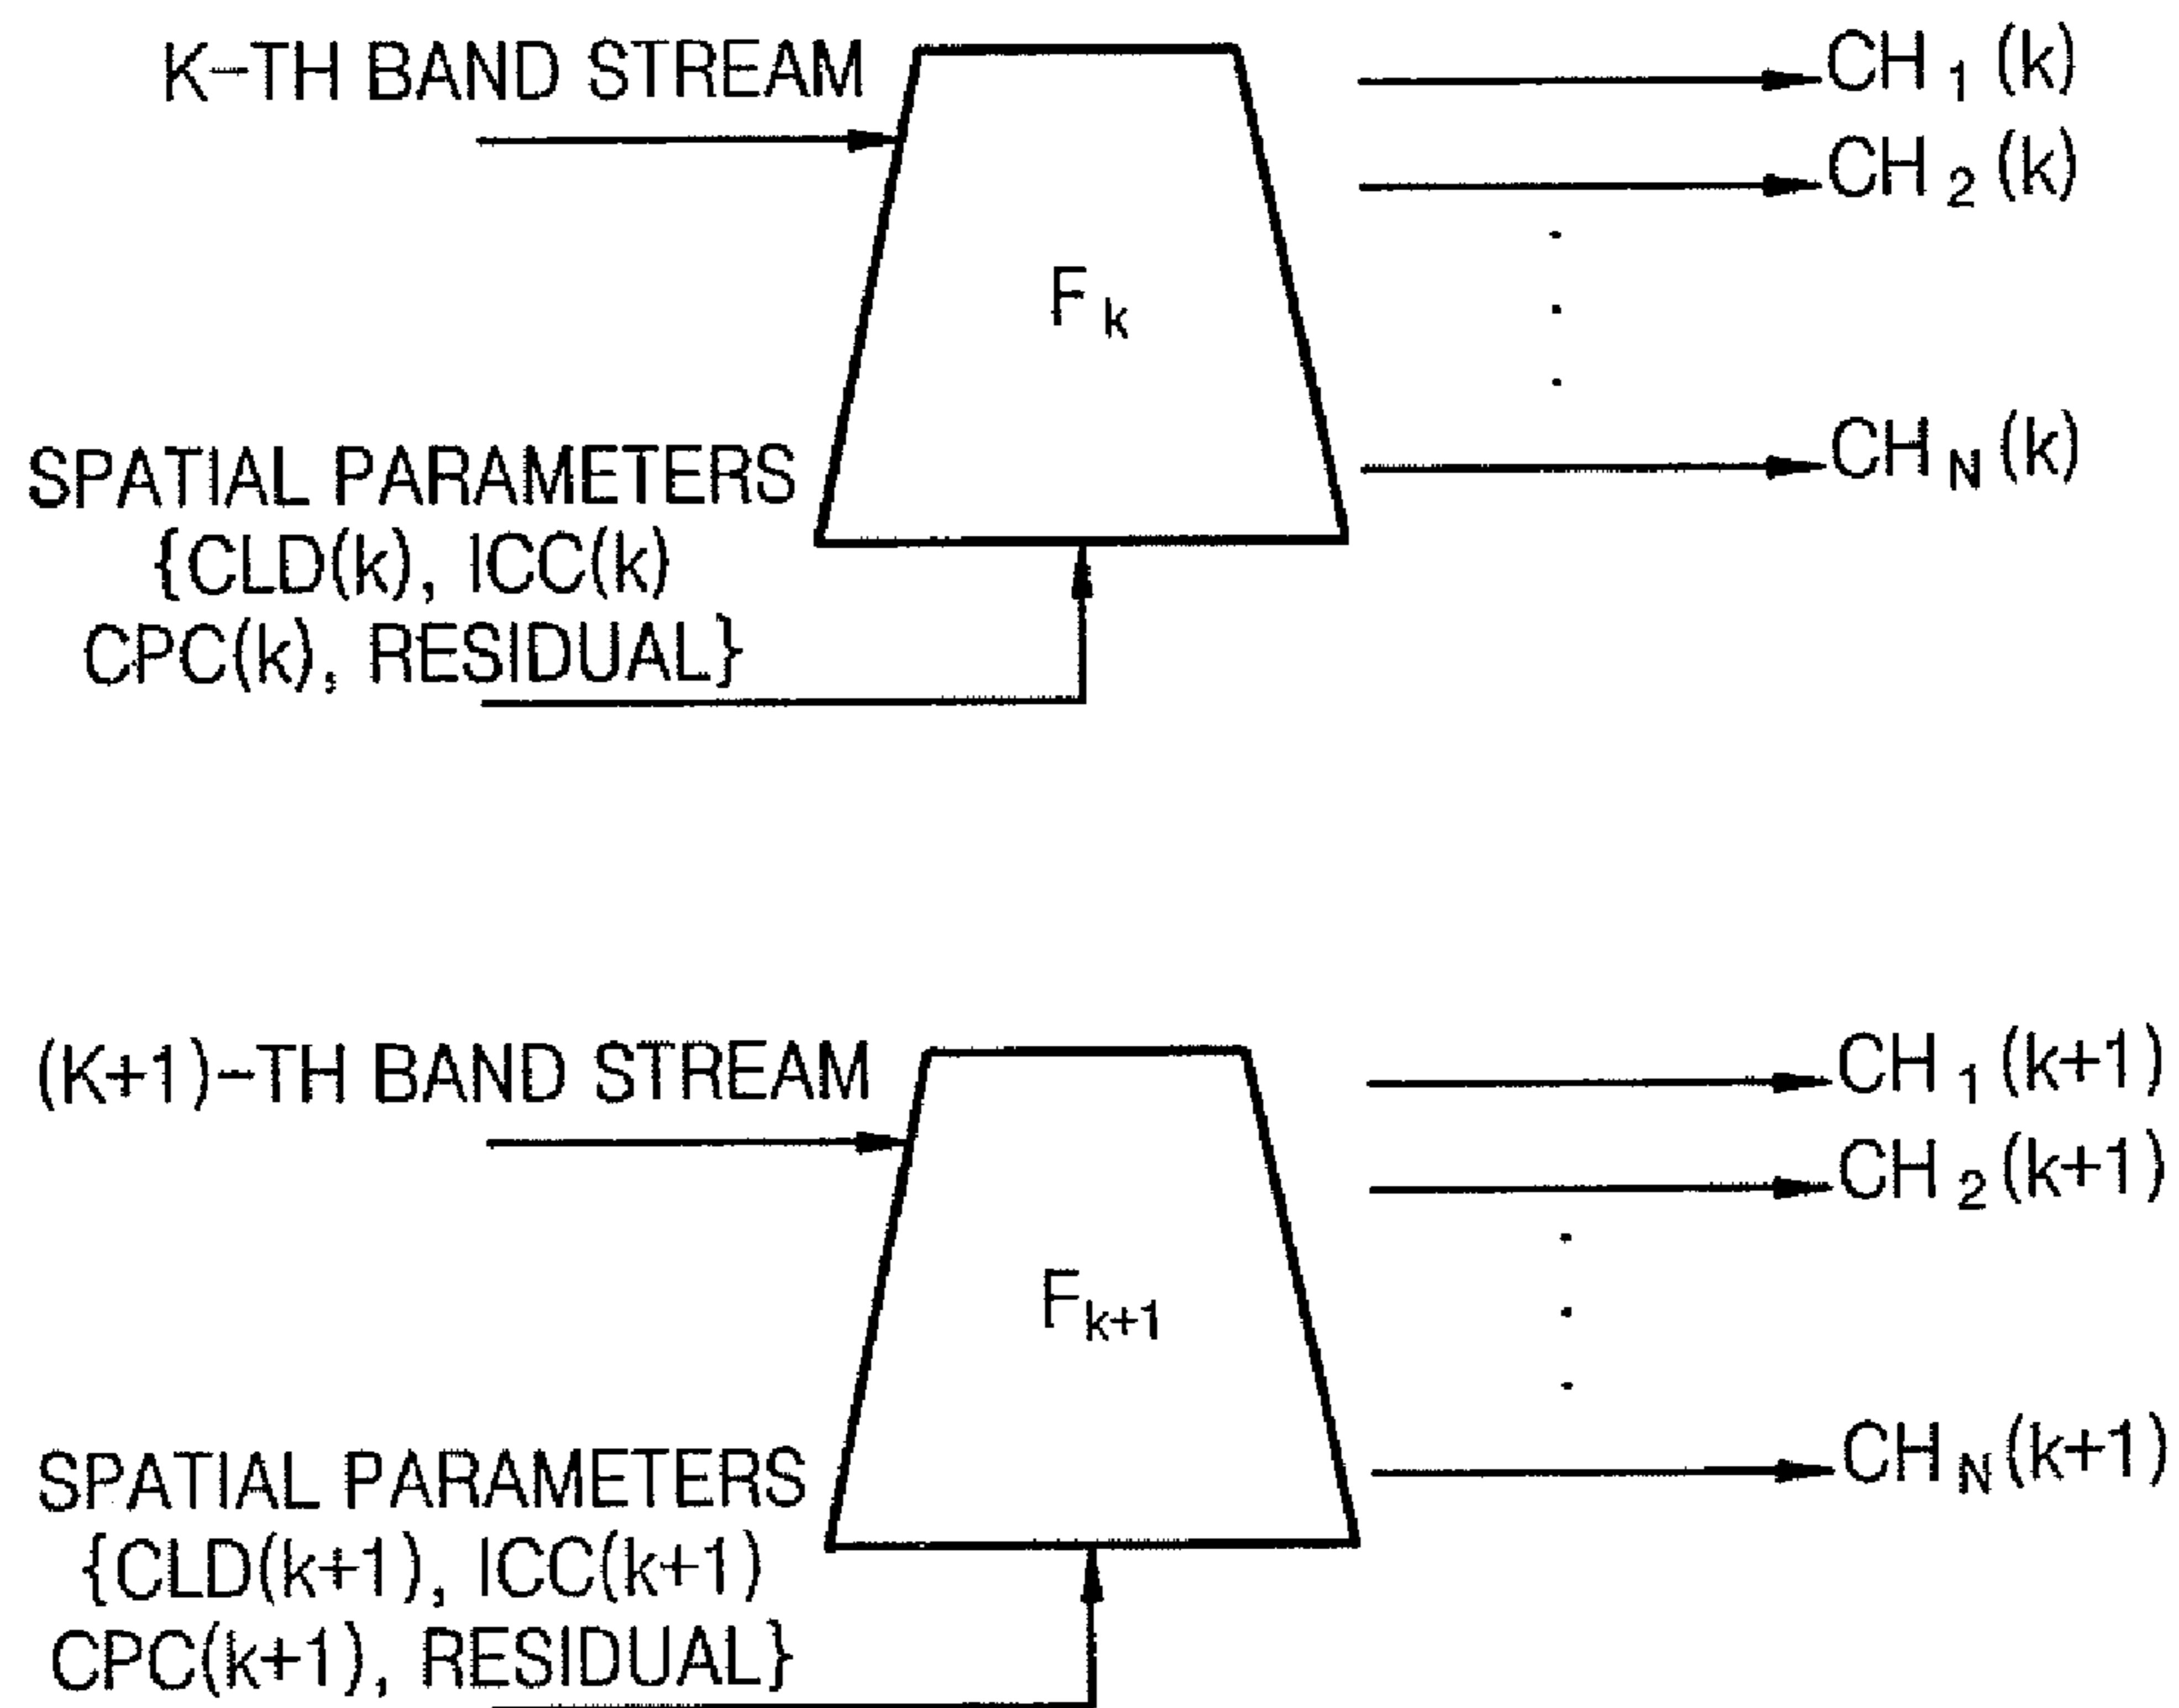 K-TH BAND STREAM
CH 1 (k)
CH 2 (k)
F k
CH N (k)
SPATIAL PARAMETERS
{CLD(k), ICC(k)
CPC(k), RESIDUAL}
(K+1)-TH BAND STREAM
CH 1 (k+1)
CH 2 (k+1)
F k+1
CH N (k+1)
SPATIAL PARAMETERS
{CLD(k+1), ICC(k+1)
CPC(k+1), RESIDUAL}